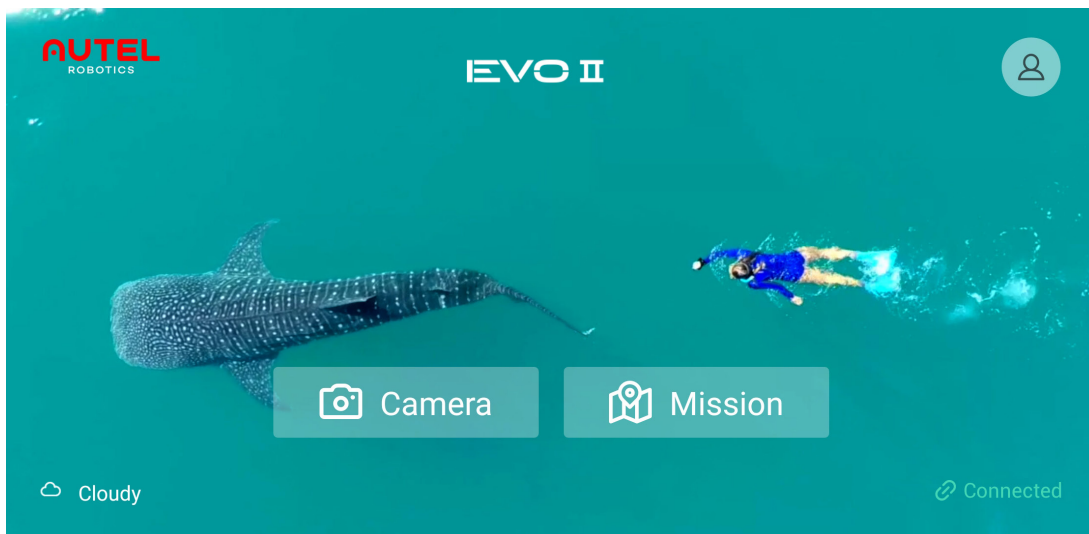 AUTEL
ROBOTICS
EVO II
Camera
Mission
Cloudy
Connected